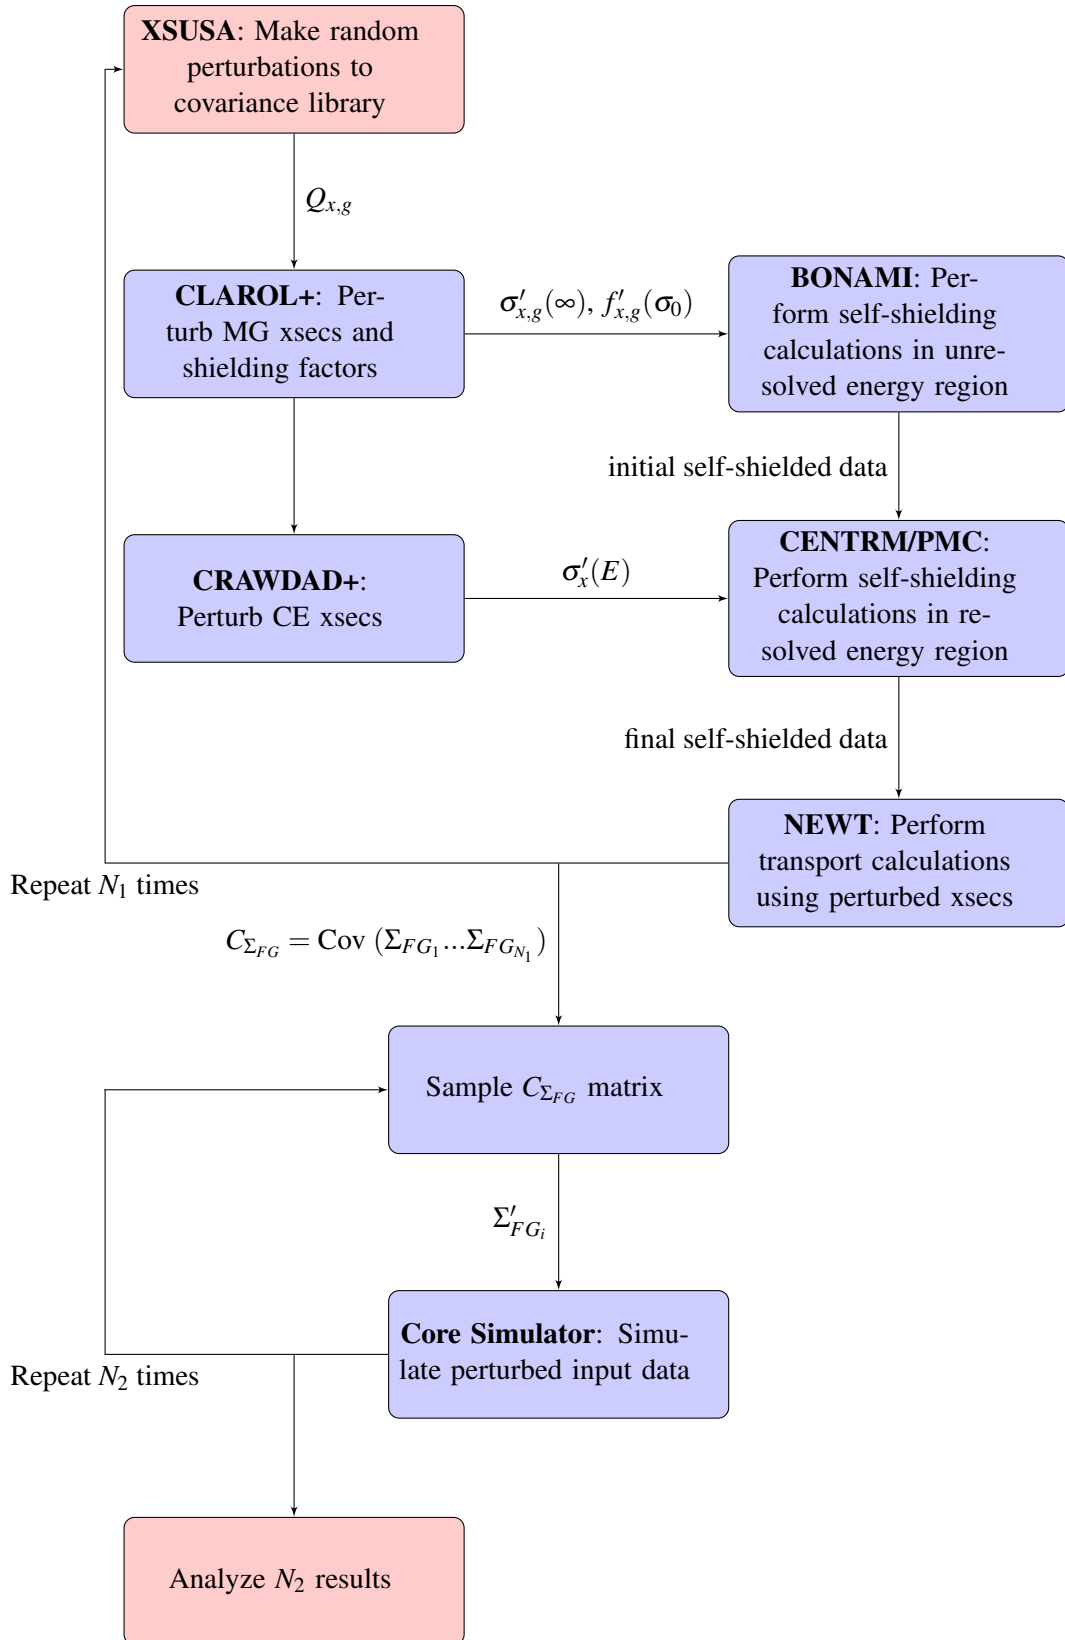 XSUSA: Make random
perturbations to
covariance library
Q_{x,g}
CLAROL+: Per-
turb MG xsecs and
shielding factors
σ′_{x,g}(∞), f′_{x,g}(σ_0)
BONAMI: Per-
form self-shielding
calculations in unre-
solved energy region
initial self-shielded data
CRAWDAD+:
Perturb CE xsecs
σ′_x(E)
CENTRM/PMC:
Perform self-shielding
calculations in re-
solved energy region
final self-shielded data
NEWT: Perform
transport calculations
using perturbed xsecs
Repeat N_1 times
C_{Σ_{FG}} = Cov (Σ_{FG_1}...Σ_{FG_{N_1}})
Sample C_{Σ_{FG}} matrix
Σ′_{FG_i}
Core Simulator: Simu-
late perturbed input data
Repeat N_2 times
Analyze N_2 results